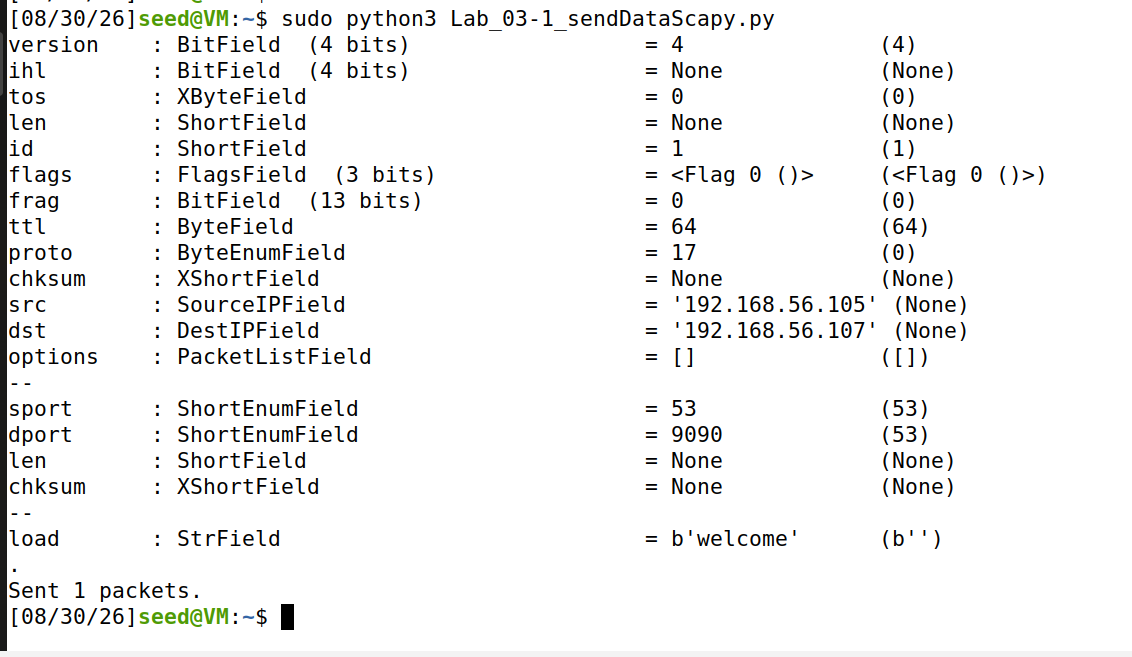 [08/30/26]seed@VM:~$ sudo python3 Lab_03-1_sendDataScapy.py
version    : BitField  (4 bits)                  = 4               (4)
ihl        : BitField  (4 bits)                  = None            (None)
tos        : XByteField                          = 0               (0)
len        : ShortField                          = None            (None)
id         : ShortField                          = 1               (1)
flags      : FlagsField  (3 bits)                = <Flag 0 ()>     (<Flag 0 ()>)
frag       : BitField  (13 bits)                 = 0               (0)
ttl        : ByteField                           = 64              (64)
proto      : ByteEnumField                       = 17              (0)
chksum     : XShortField                         = None            (None)
src        : SourceIPField                       = '192.168.56.105' (None)
dst        : DestIPField                         = '192.168.56.107' (None)
options    : PacketListField                     = []              ([])
--
sport      : ShortEnumField                      = 53              (53)
dport      : ShortEnumField                      = 9090            (53)
len        : ShortField                          = None            (None)
chksum     : XShortField                         = None            (None)
--
load       : StrField                            = b'welcome'      (b'')
.
Sent 1 packets.
[08/30/26]seed@VM:~$